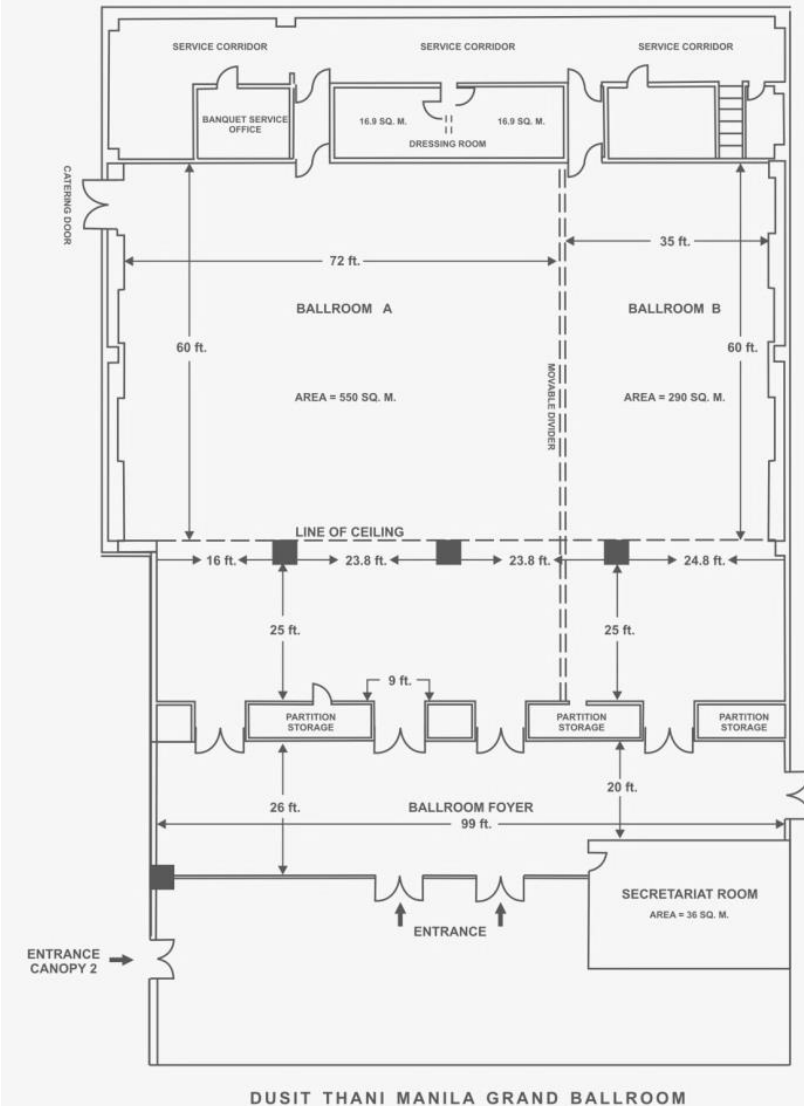 SERVICE CORRIDOR
SERVICE CORRIDOR
SERVICE CORRIDOR
BANQUET SERVICE
OFFICE
16.9 SQ. M.
16.9 SQ. M.
DRESSING ROOM
CATERING DOOR
72 ft.
35 ft.
BALLROOM A
BALLROOM B
60 ft.
60 ft.
MOVABLE DIVIDER
AREA = 550 SQ. M.
AREA = 290 SQ. M.
LINE OF CEILING
16 ft.
23.8 ft.
23.8 ft.
24.8 ft.
25 ft.
25 ft.
9 ft.
PARTITION
STORAGE
PARTITION
STORAGE
PARTITION
STORAGE
26 ft.
20 ft.
BALLROOM FOYER
99 ft.
SECRETARIAT ROOM
AREA = 36 SQ. M.
ENTRANCE
ENTRANCE
CANOPY 2
DUSIT THANI MANILA GRAND BALLROOM